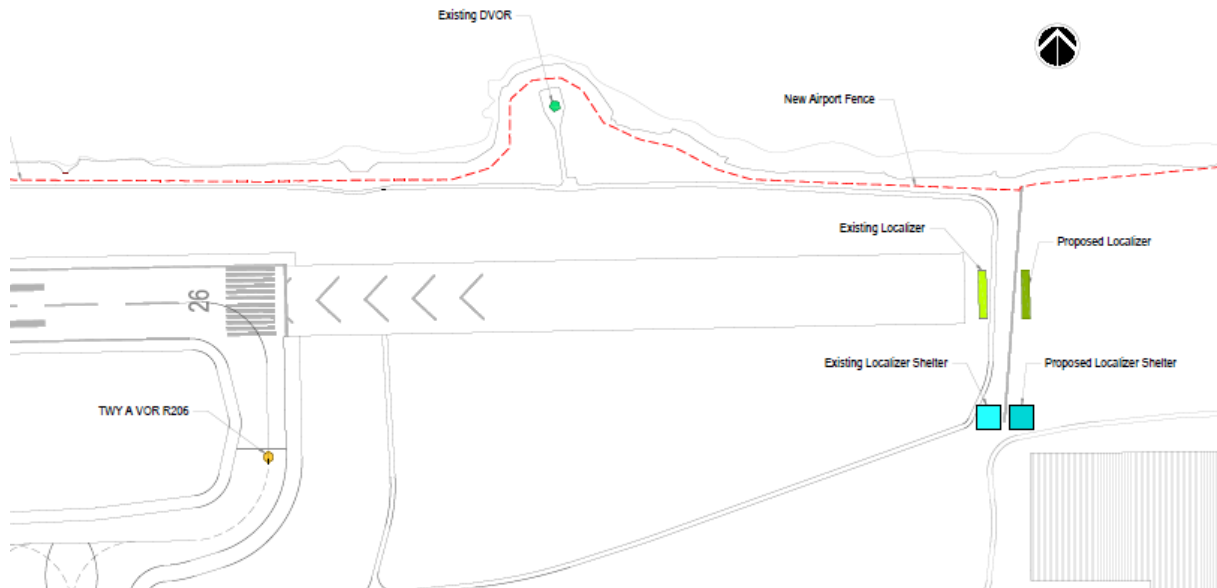 Existing DVOR
New Airport Fence
Existing Localizer
Proposed Localizer
26
Existing Localizer Shelter
Proposed Localizer Shelter
TWY A VOR R206